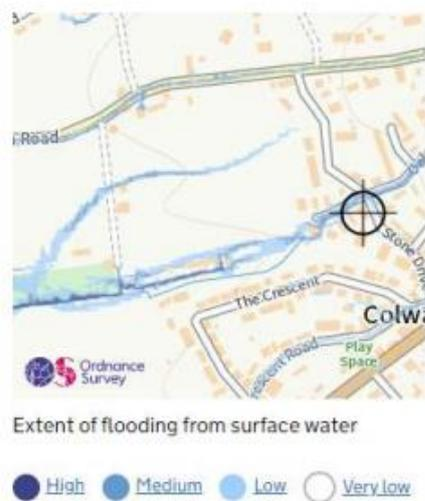 Road
Stone Drive
The Crescent
Colwa
Play
Space
Road
Ordnance
Survey
Extent of flooding from surface water
High Medium Low Very low